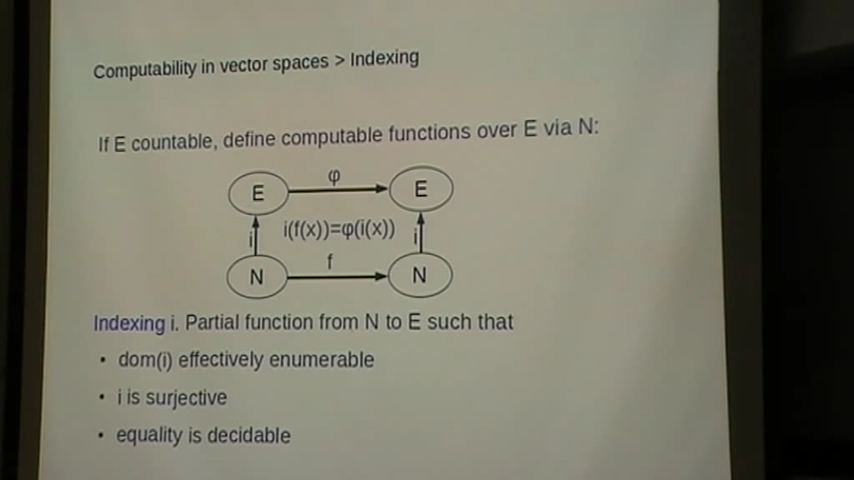 Computability in vector spaces > Indexing
If E countable, define computable functions over E via N:
φ
E E
i i(f(x))=φ(i(x)) i
f
N N
Indexing i. Partial function from N to E such that
• dom(i) effectively enumerable
• i is surjective
• equality is decidable